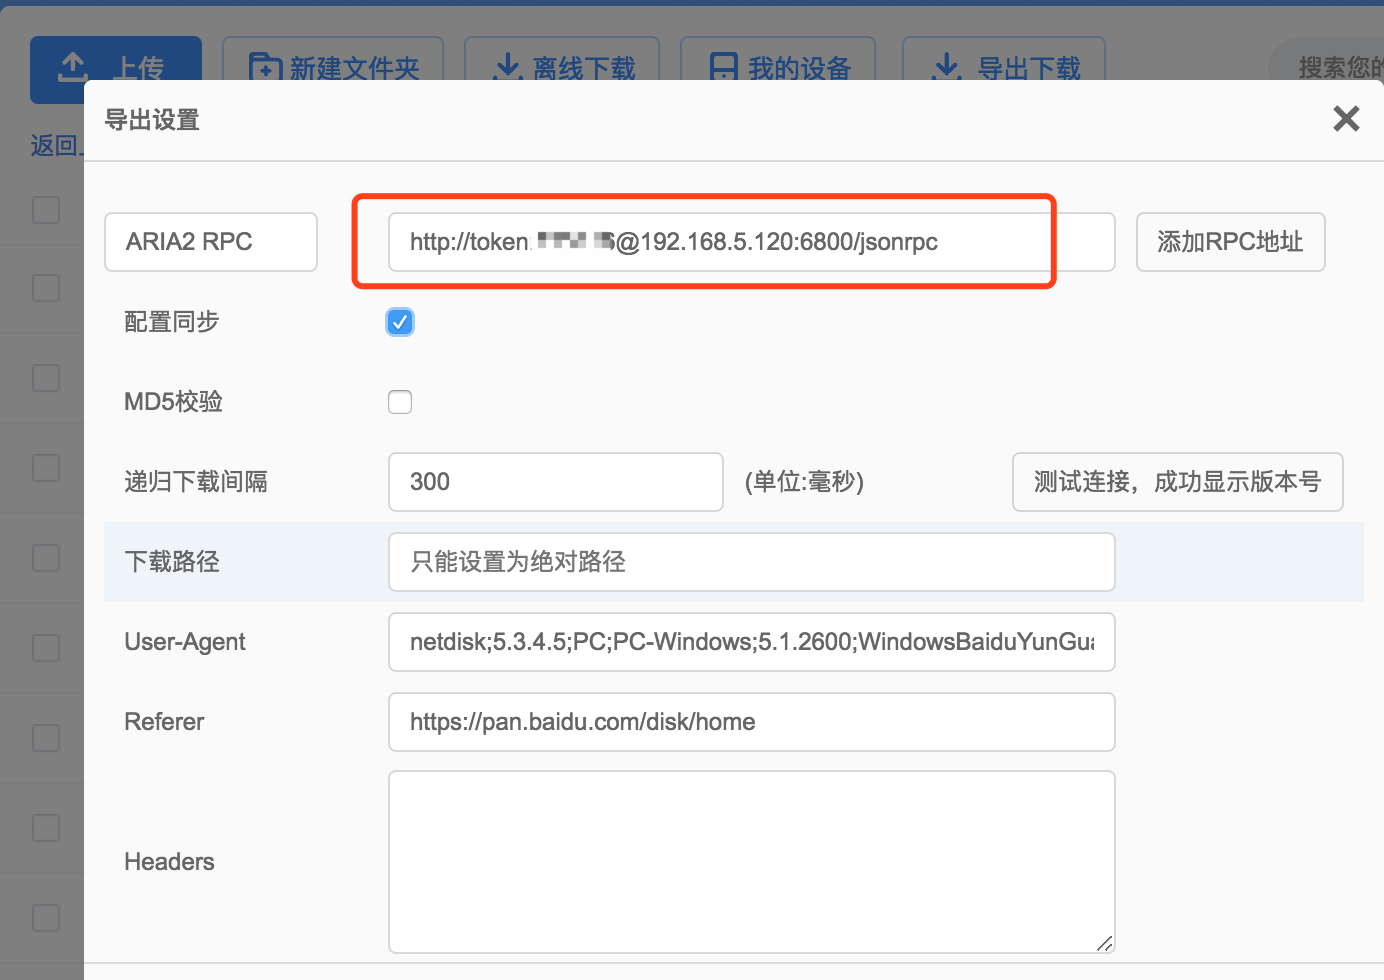 上传 新建文件夹 离线下载 我的设备 导出下载 搜索您的
导出设置
返回
ARIA2 RPC http://token: @192.168.5.120:6800/jsonrpc 添加RPC地址
配置同步
MD5校验
递归下载间隔 300 (单位:毫秒) 测试连接，成功显示版本号
下载路径 只能设置为绝对路径
User-Agent netdisk;5.3.4.5;PC;PC-Windows;5.1.2600;WindowsBaiduYunGua
Referer https://pan.baidu.com/disk/home
Headers